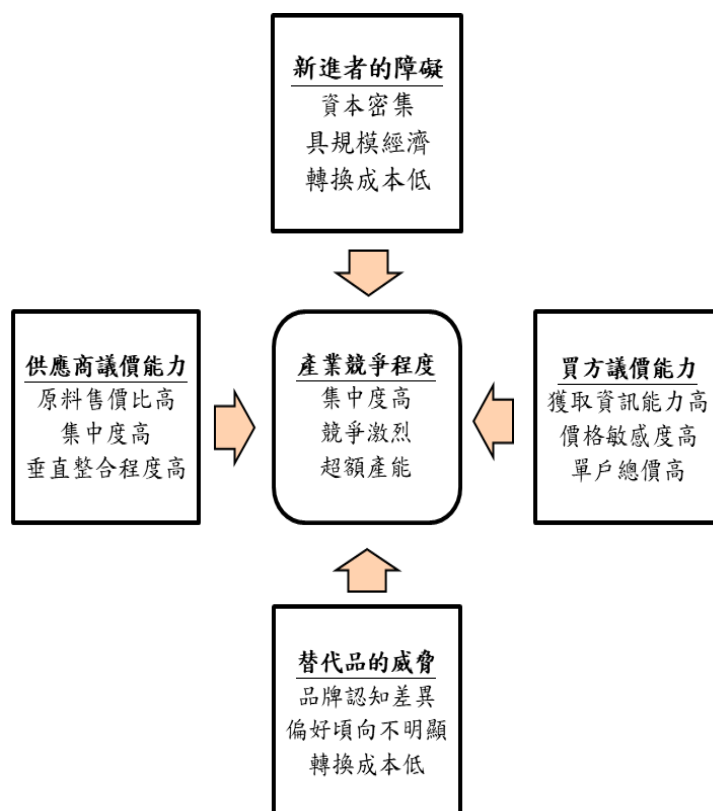 新進者的障礙
資本密集
具規模經濟
轉換成本低
供應商議價能力
原料售價比高
集中度高
垂直整合程度高
產業競爭程度
集中度高
競爭激烈
超額產能
買方議價能力
獲取資訊能力高
價格敏感度高
單戶總價高
替代品的威脅
品牌認知差異
偏好頃向不明顯
轉換成本低